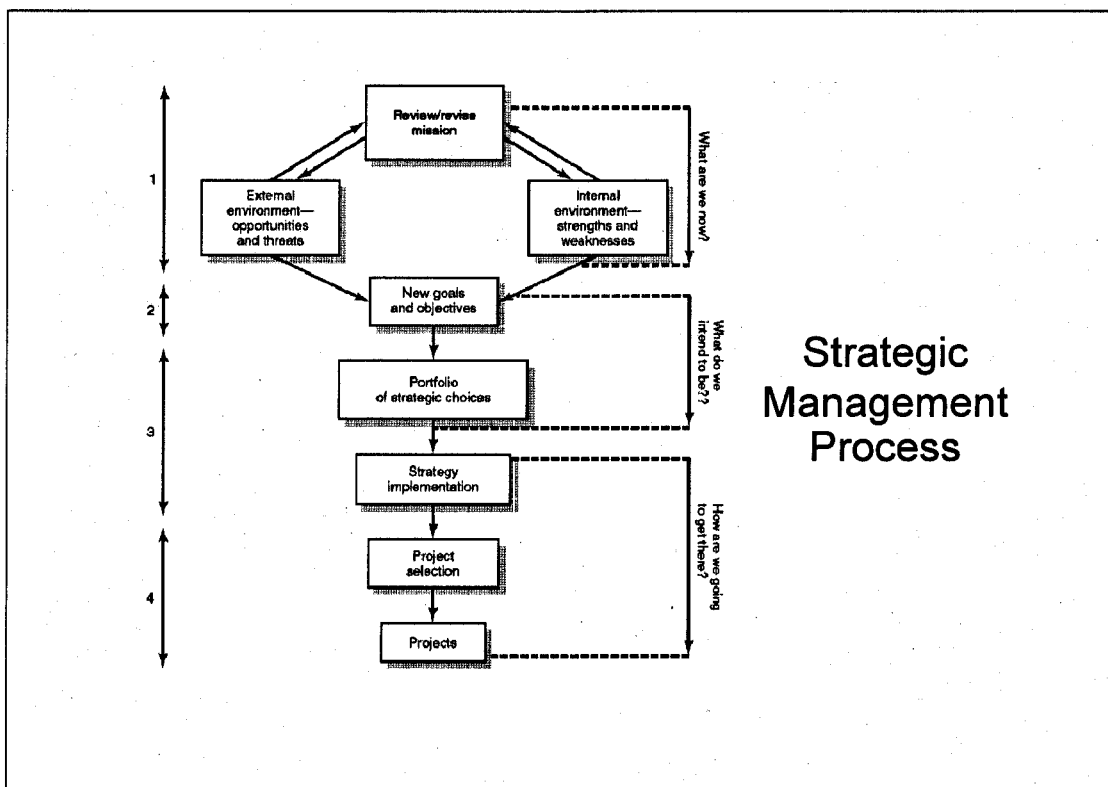 Review/revise
mission
1
What are we now?
External
environment—
opportunities
and threats
Internal
environment—
strengths and
weaknesses
2
New goals
and objectives
What do we
intend to be??
Strategic
Management
Process
Portfolio
of strategic choices
3
Strategy
implementation
How are we going
to get there?
Project
selection
4
Projects